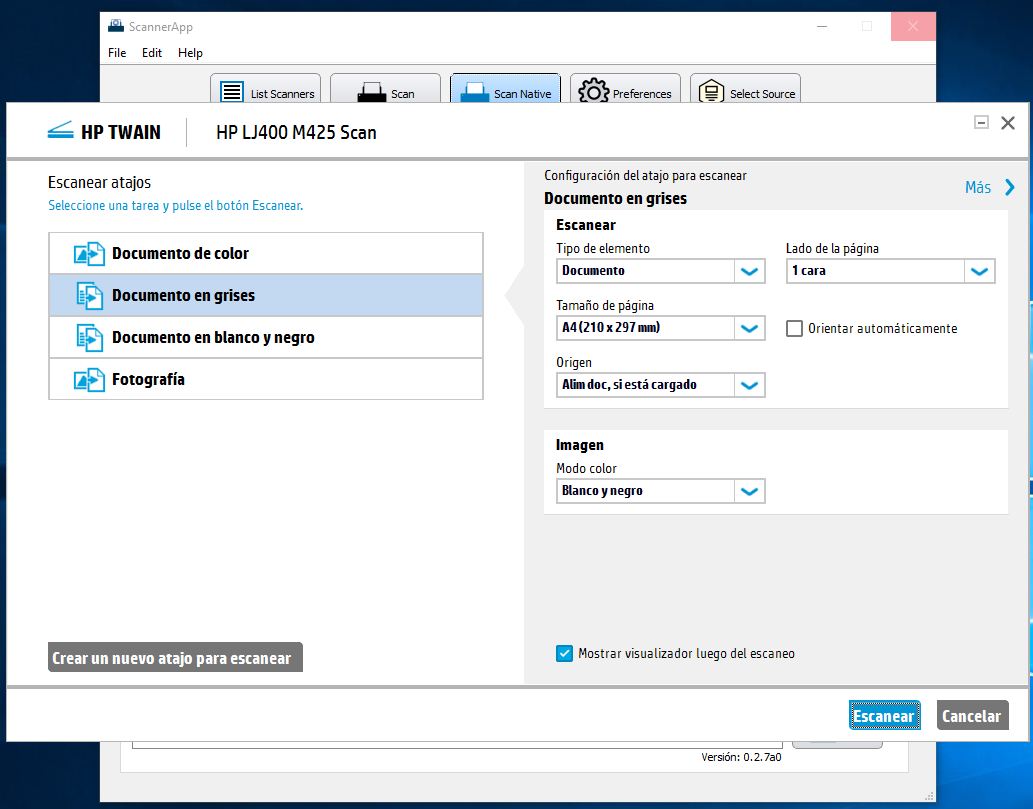 ScannerApp
File Edit Help
List Scanners Scan Scan Native Preferences Select Source
HP TWAIN HP LJ400 M425 Scan
Escanear atajos
Seleccione una tarea y pulse el botón Escanear.
Documento de color
Documento en grises
Documento en blanco y negro
Fotografía
Crear un nuevo atajo para escanear
Configuración del atajo para escanear
Documento en grises
Más
Escanear
Tipo de elemento Lado de la página
Documento 1 cara
Tamaño de página
A4 (210 x 297 mm) Orientar automáticamente
Origen
Alim doc, si está cargado
Imagen
Modo color
Blanco y negro
Mostrar visualizador luego del escaneo
Escanear Cancelar
Versión: 0.2.7a0